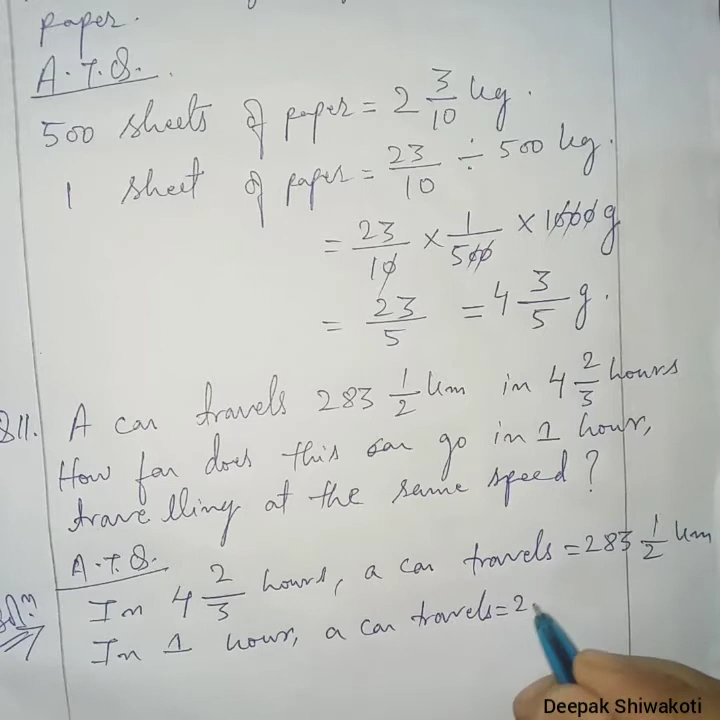 paper.
A.T.Q.
500 sheets of paper = 2 3/10 kg.
1 sheet of paper = 23/10 ÷ 500 kg.
= 23/10 × 1/500 × 1000 g
= 23/5 = 4 3/5 g.
Q11. A car travels 283 1/2 km in 4 2/3 hours
How far does this car go in 1 hour,
travelling at the same speed?
A.T.Q.
Soln In 4 2/3 hours, a car travels = 283 1/2 km
In 1 hour, a car travels = 2
Deepak Shiwakoti